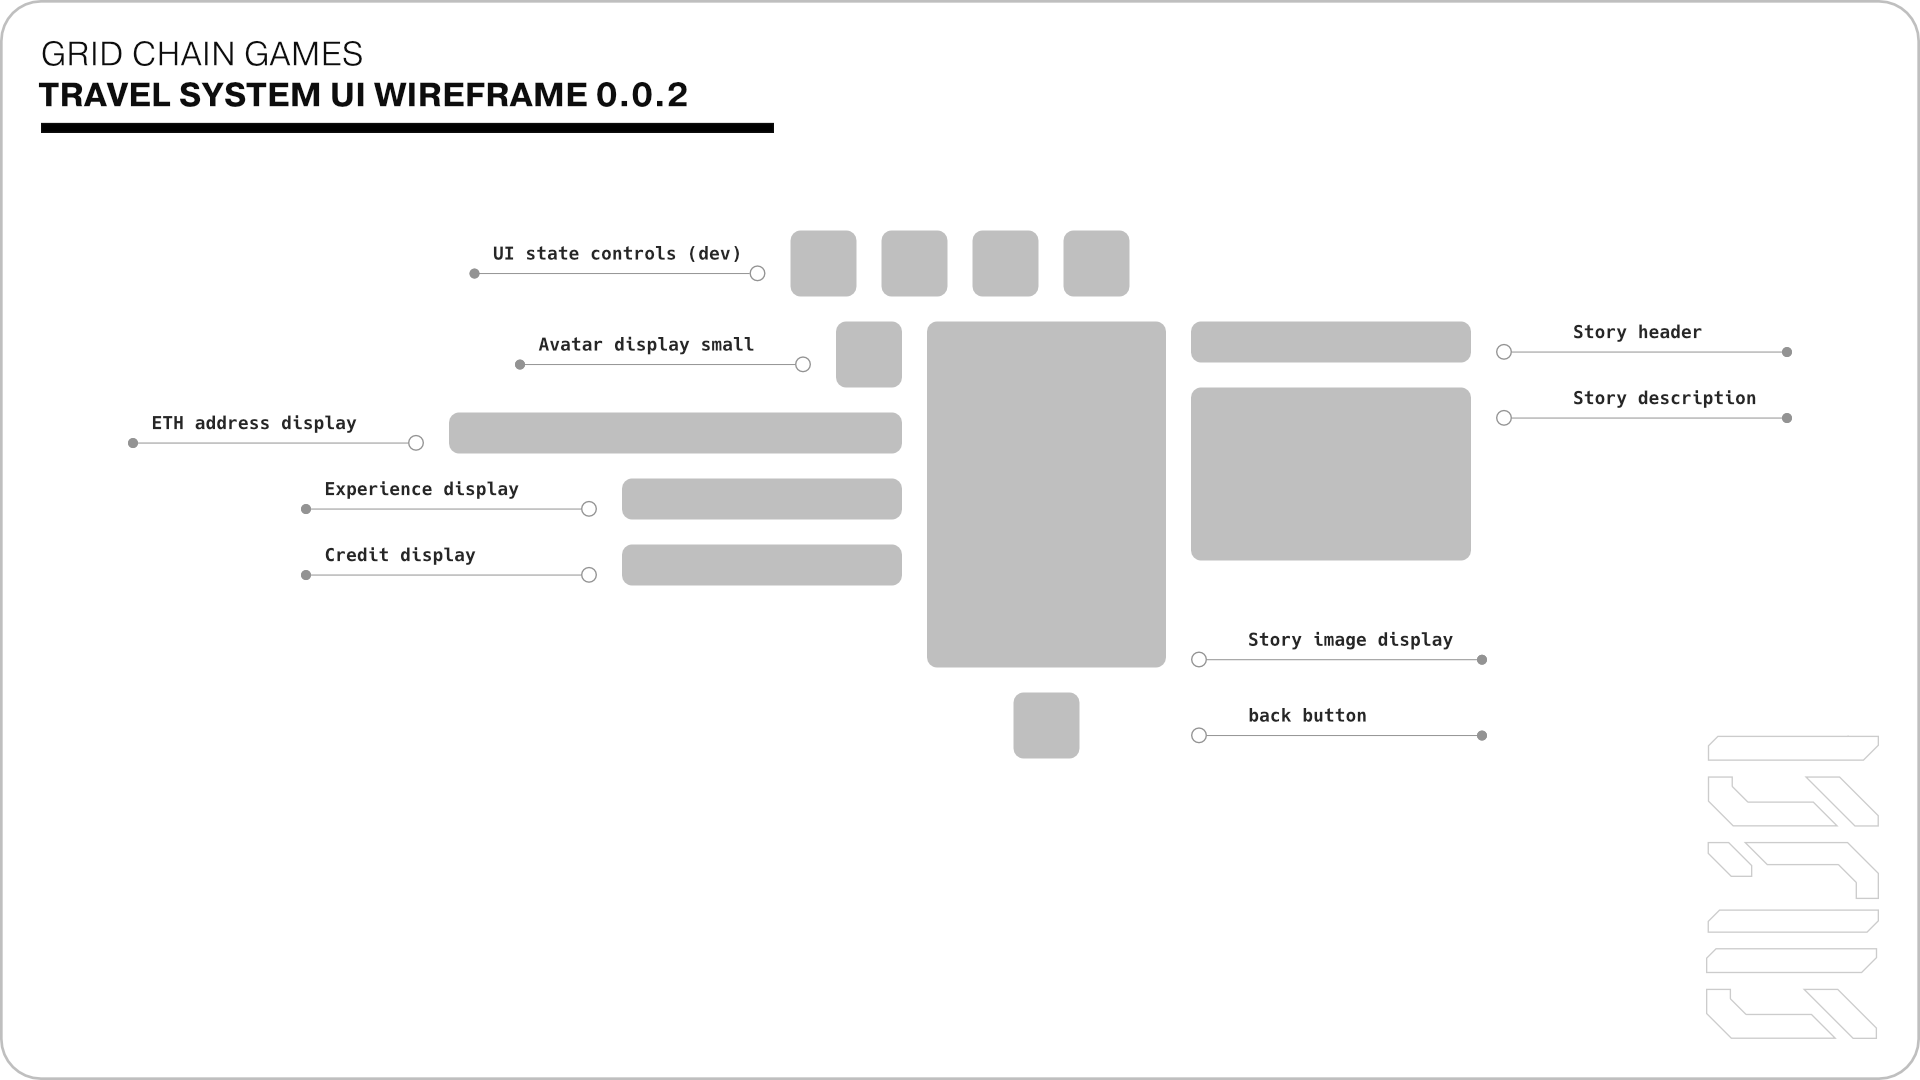 GRID CHAIN GAMES
TRAVEL SYSTEM UI WIREFRAME 0.0.2
UI state controls (dev)
Avatar display small
Story header
Story description
ETH address display
Experience display
Credit display
Story image display
back button